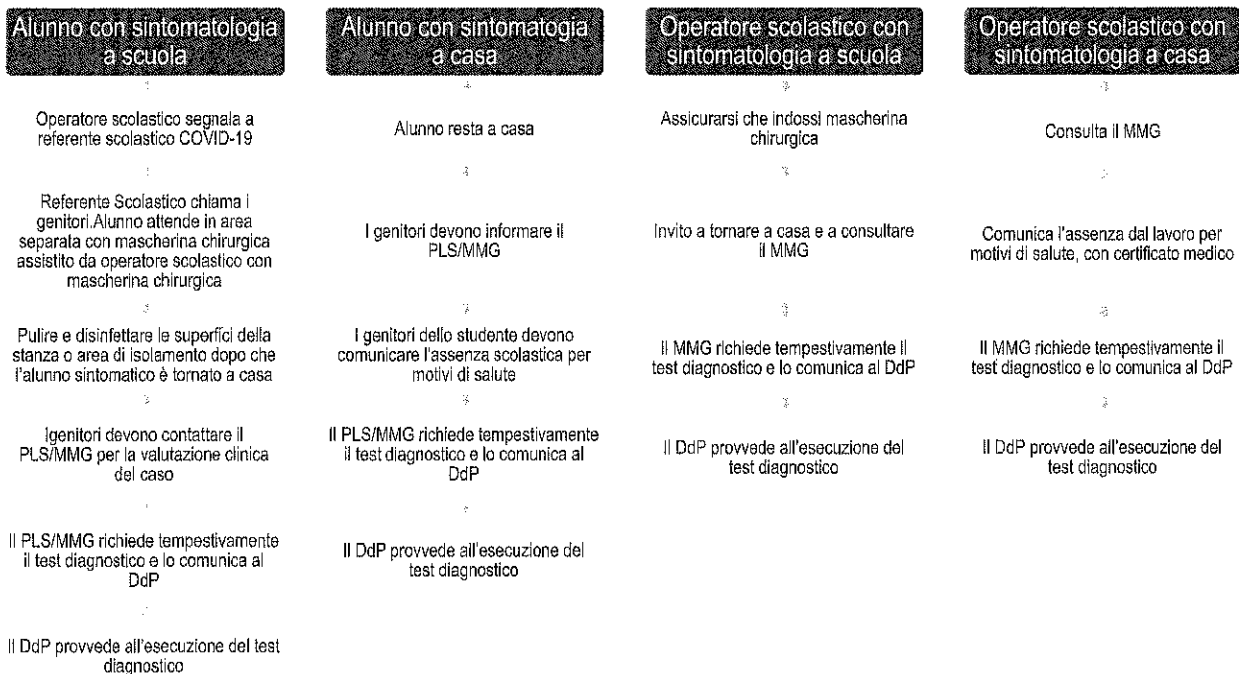 Alunno con sintomatologia
a scuola
Operatore scolastico segnala a
referente scolastico COVID-19
Referente Scolastico chiama i
genitori.Alunno attende in area
separata con mascherina chirurgica
assistito da operatore scolastico con
mascherina chirurgica
Pulire e disinfettare le superfici della
stanza o area di isolamento dopo che
l'alunno sintomatico è tornato a casa
Igenitori devono contattare il
PLS/MMG per la valutazione clinica
del caso
Il PLS/MMG richiede tempestivamente
il test diagnostico e lo comunica al
DdP
Il DdP provvede all'esecuzione del test
diagnostico
Alunno con sintomatogia
a casa
Alunno resta a casa
I genitori devono informare il
PLS/MMG
I genitori dello studente devono
comunicare l'assenza scolastica per
motivi di salute
Il PLS/MMG richiede tempestivamente
il test diagnostico e lo comunica al
DdP
Il DdP provvede all'esecuzione del
test diagnostico
Operatore scolastico con
sintomatologia a scuola
Assicurarsi che indossi mascherina
chirurgica
Invito a tornare a casa e a consultare
il MMG
Il MMG richiede tempestivamente il
test diagnostico e lo comunica al DdP
Il DdP provvede all'esecuzione del
test diagnostico
Operatore scolastico con
sintomatologia a casa
Consulta il MMG
Comunica l'assenza dal lavoro per
motivi di salute, con certificato medico
Il MMG richiede tempestivamente il
test diagnostico e lo comunica al DdP
Il DdP provvede all'esecuzione del
test diagnostico